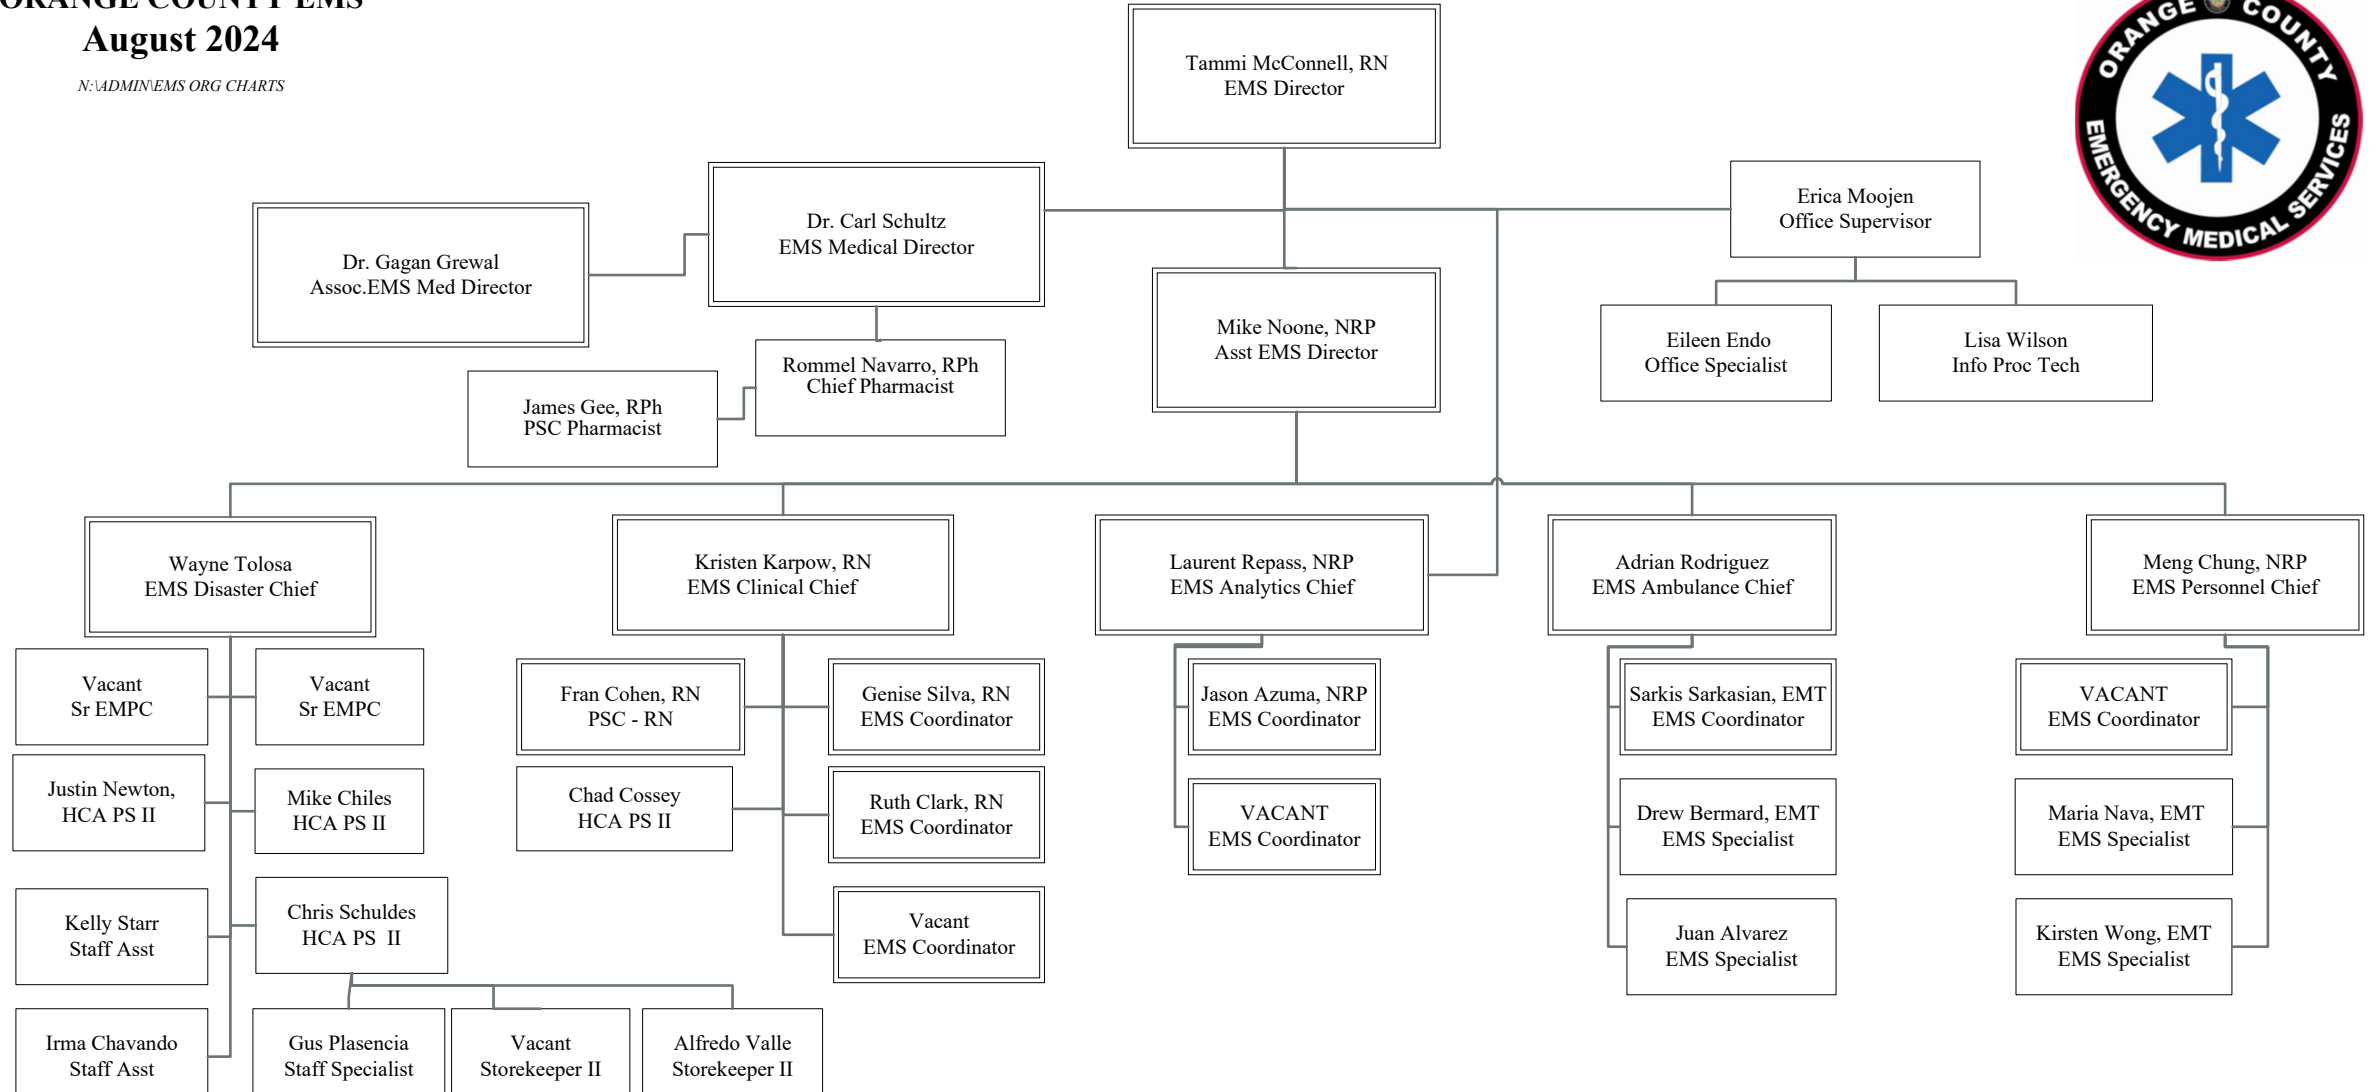 ORANGE COUNTY EMS
August 2024
N:\ADMIN\EMS ORG CHARTS
Tammi McConnell, RN
EMS Director
ORANGE COUNTY
EMERGENCY MEDICAL SERVICES
Dr. Gagan Grewal
Assoc.EMS Med Director
Dr. Carl Schultz
EMS Medical Director
Erica Moojen
Office Supervisor
Mike Noone, NRP
Asst EMS Director
Eileen Endo
Office Specialist
Lisa Wilson
Info Proc Tech
Rommel Navarro, RPh
Chief Pharmacist
James Gee, RPh
PSC Pharmacist
Wayne Tolosa
EMS Disaster Chief
Kristen Karpow, RN
EMS Clinical Chief
Laurent Repass, NRP
EMS Analytics Chief
Adrian Rodriguez
EMS Ambulance Chief
Meng Chung, NRP
EMS Personnel Chief
Vacant
Sr EMPC
Vacant
Sr EMPC
Justin Newton,
HCA PS II
Mike Chiles
HCA PS II
Kelly Starr
Staff Asst
Chris Schuldes
HCA PS  II
Irma Chavando
Staff Asst
Gus Plasencia
Staff Specialist
Vacant
Storekeeper II
Alfredo Valle
Storekeeper II
Fran Cohen, RN
PSC - RN
Genise Silva, RN
EMS Coordinator
Chad Cossey
HCA PS II
Ruth Clark, RN
EMS Coordinator
Vacant
EMS Coordinator
Jason Azuma, NRP
EMS Coordinator
VACANT
EMS Coordinator
Sarkis Sarkasian, EMT
EMS Coordinator
Drew Bermard, EMT
EMS Specialist
Juan Alvarez
EMS Specialist
VACANT
EMS Coordinator
Maria Nava, EMT
EMS Specialist
Kirsten Wong, EMT
EMS Specialist